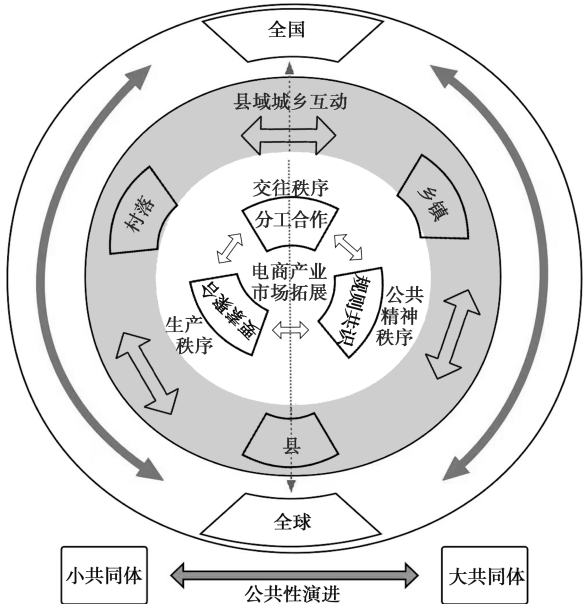 全国
县域城乡互动
村落
乡镇
交往秩序
分工合作
电商产业
市场拓展
要素聚合
规则共识
生产
秩序
公共
精神
秩序
县
全球
小共同体
大共同体
公共性演进